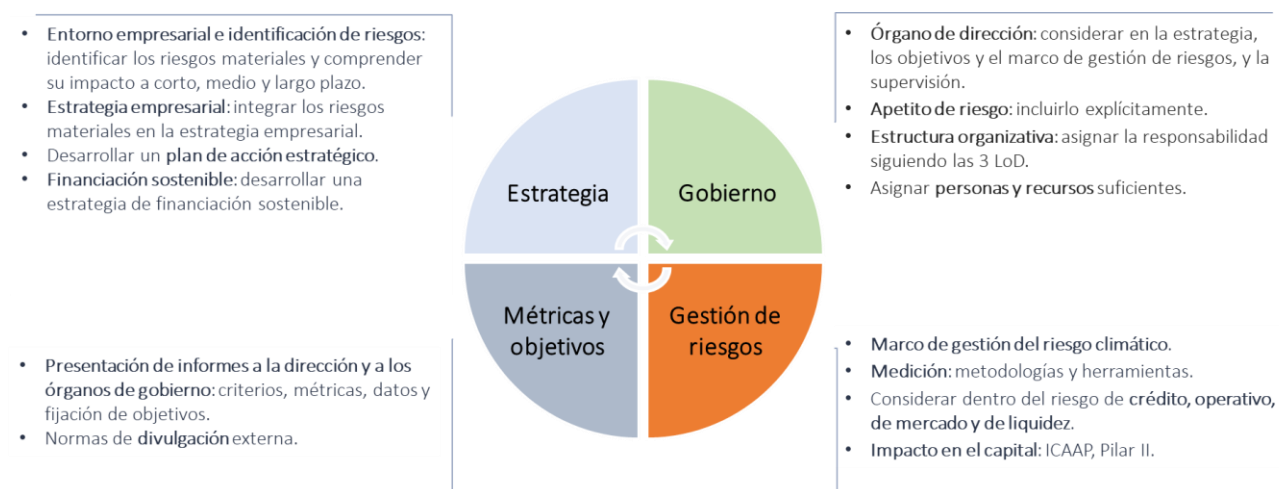 • Entorno empresarial e identificación de riesgos:
identificar los riesgos materiales y comprender
su impacto a corto, medio y largo plazo.
• Estrategia empresarial: integrar los riesgos
materiales en la estrategia empresarial.
• Desarrollar un plan de acción estratégico.
• Financiación sostenible: desarrollar una
estrategia de financiación sostenible.
• Órgano de dirección: considerar en la estrategia,
los objetivos y el marco de gestión de riesgos, y la
supervisión.
• Apetito de riesgo: incluirlo explícitamente.
• Estructura organizativa: asignar la responsabilidad
siguiendo las 3 LoD.
• Asignar personas y recursos suficientes.
Estrategia
Gobierno
Métricas y
objetivos
Gestión de
riesgos
• Presentación de informes a la dirección y a los
órganos de gobierno: criterios, métricas, datos y
fijación de objetivos.
• Normas de divulgación externa.
• Marco de gestión del riesgo climático.
• Medición: metodologías y herramientas.
• Considerar dentro del riesgo de crédito, operativo,
de mercado y de liquidez.
• Impacto en el capital: ICAAP, Pilar II.